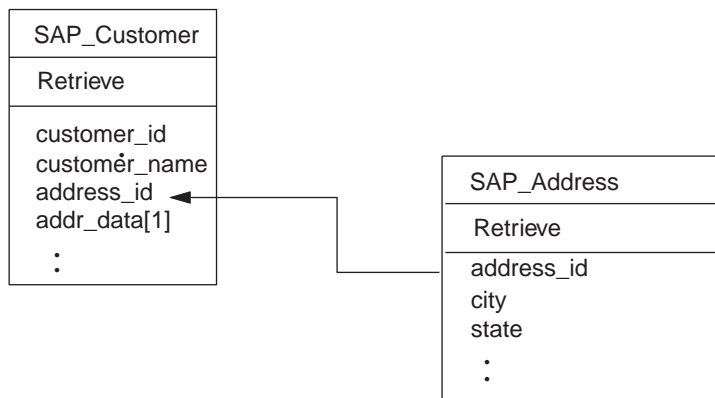 SAP_Customer
Retrieve
customer_id
customer_name
address_id
addr_data[1]
:
SAP_Address
Retrieve
address_id
city
state
: